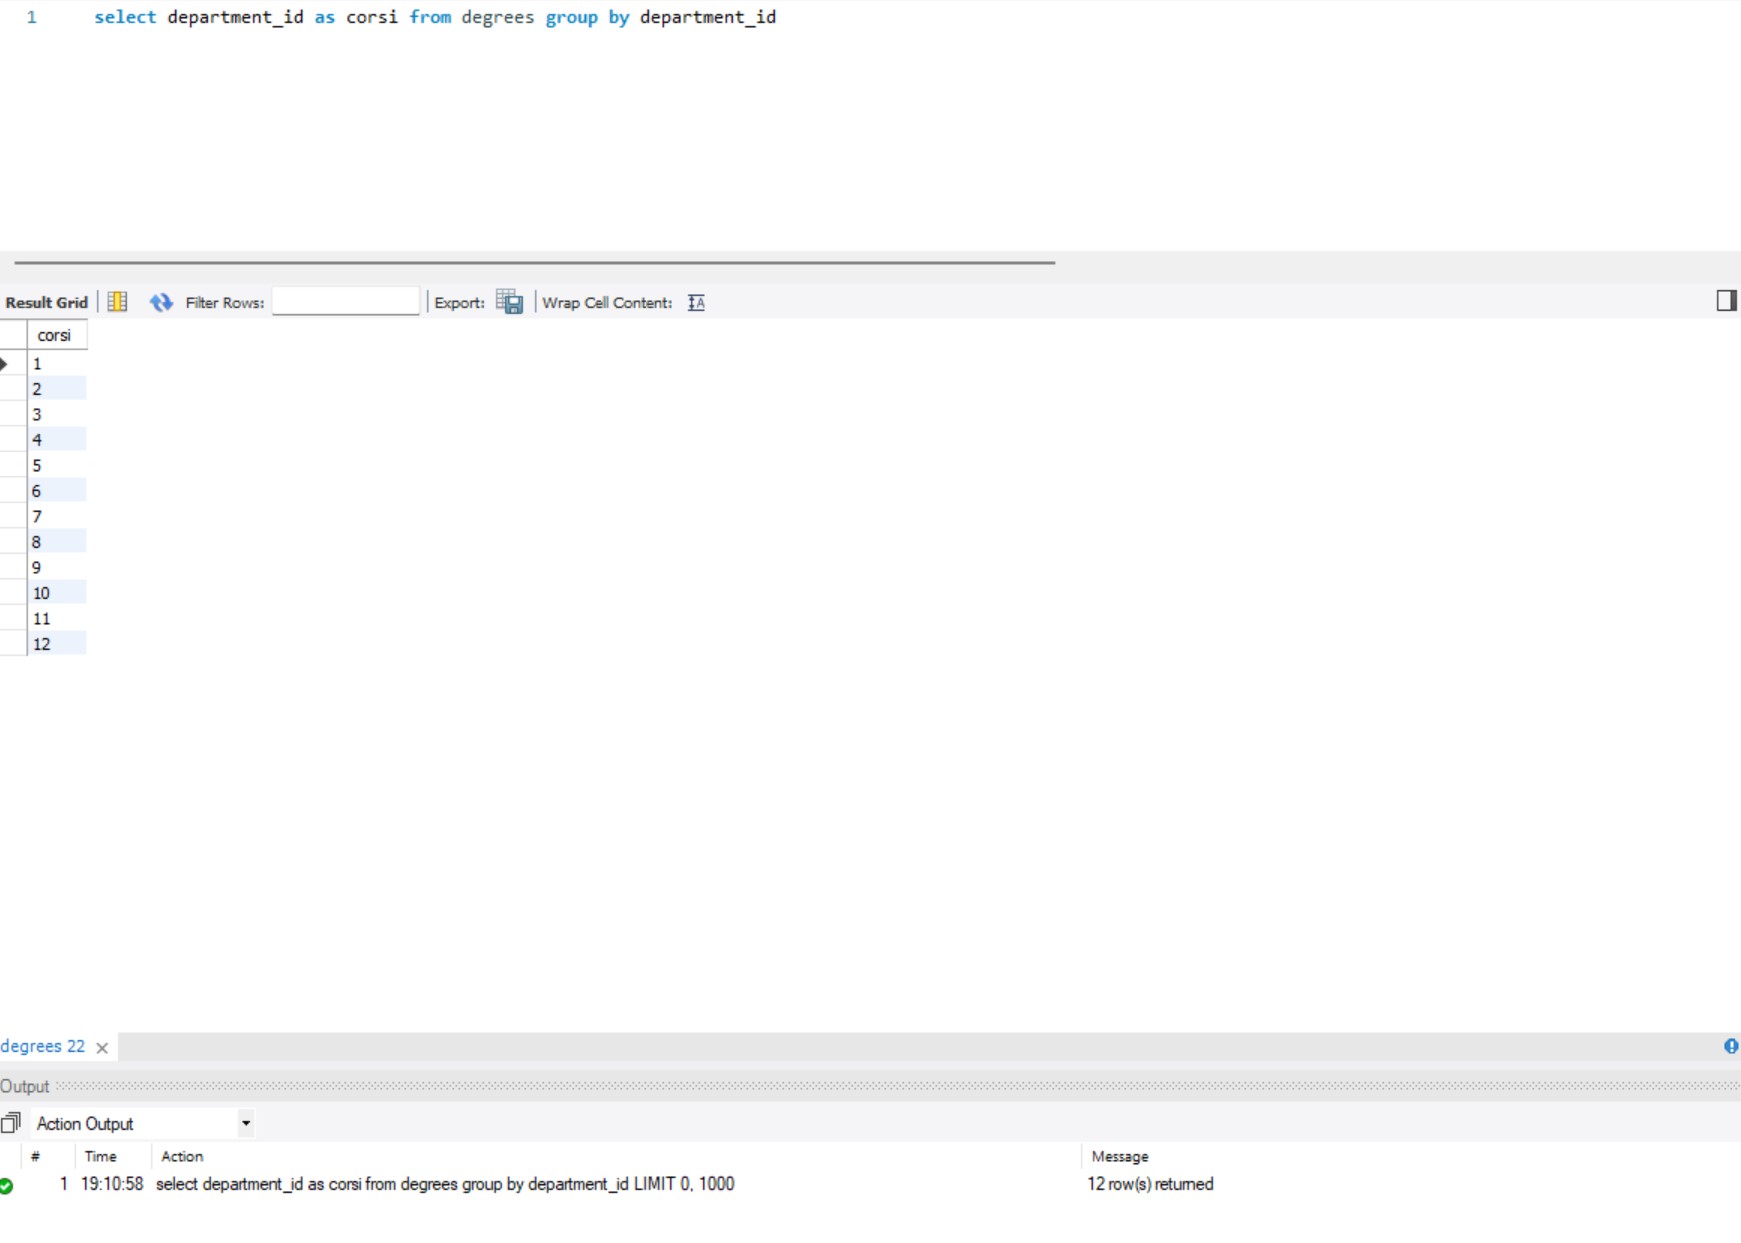 1 select department_id as corsi from degrees group by department_id
Result Grid Filter Rows: Export: Wrap Cell Content:
corsi
1
2
3
4
5
6
7
8
9
10
11
12
degrees 22
Output
Action Output
# Time Action Message
1 19:10:58 select department_id as corsi from degrees group by department_id LIMIT 0, 1000 12 row(s) returned